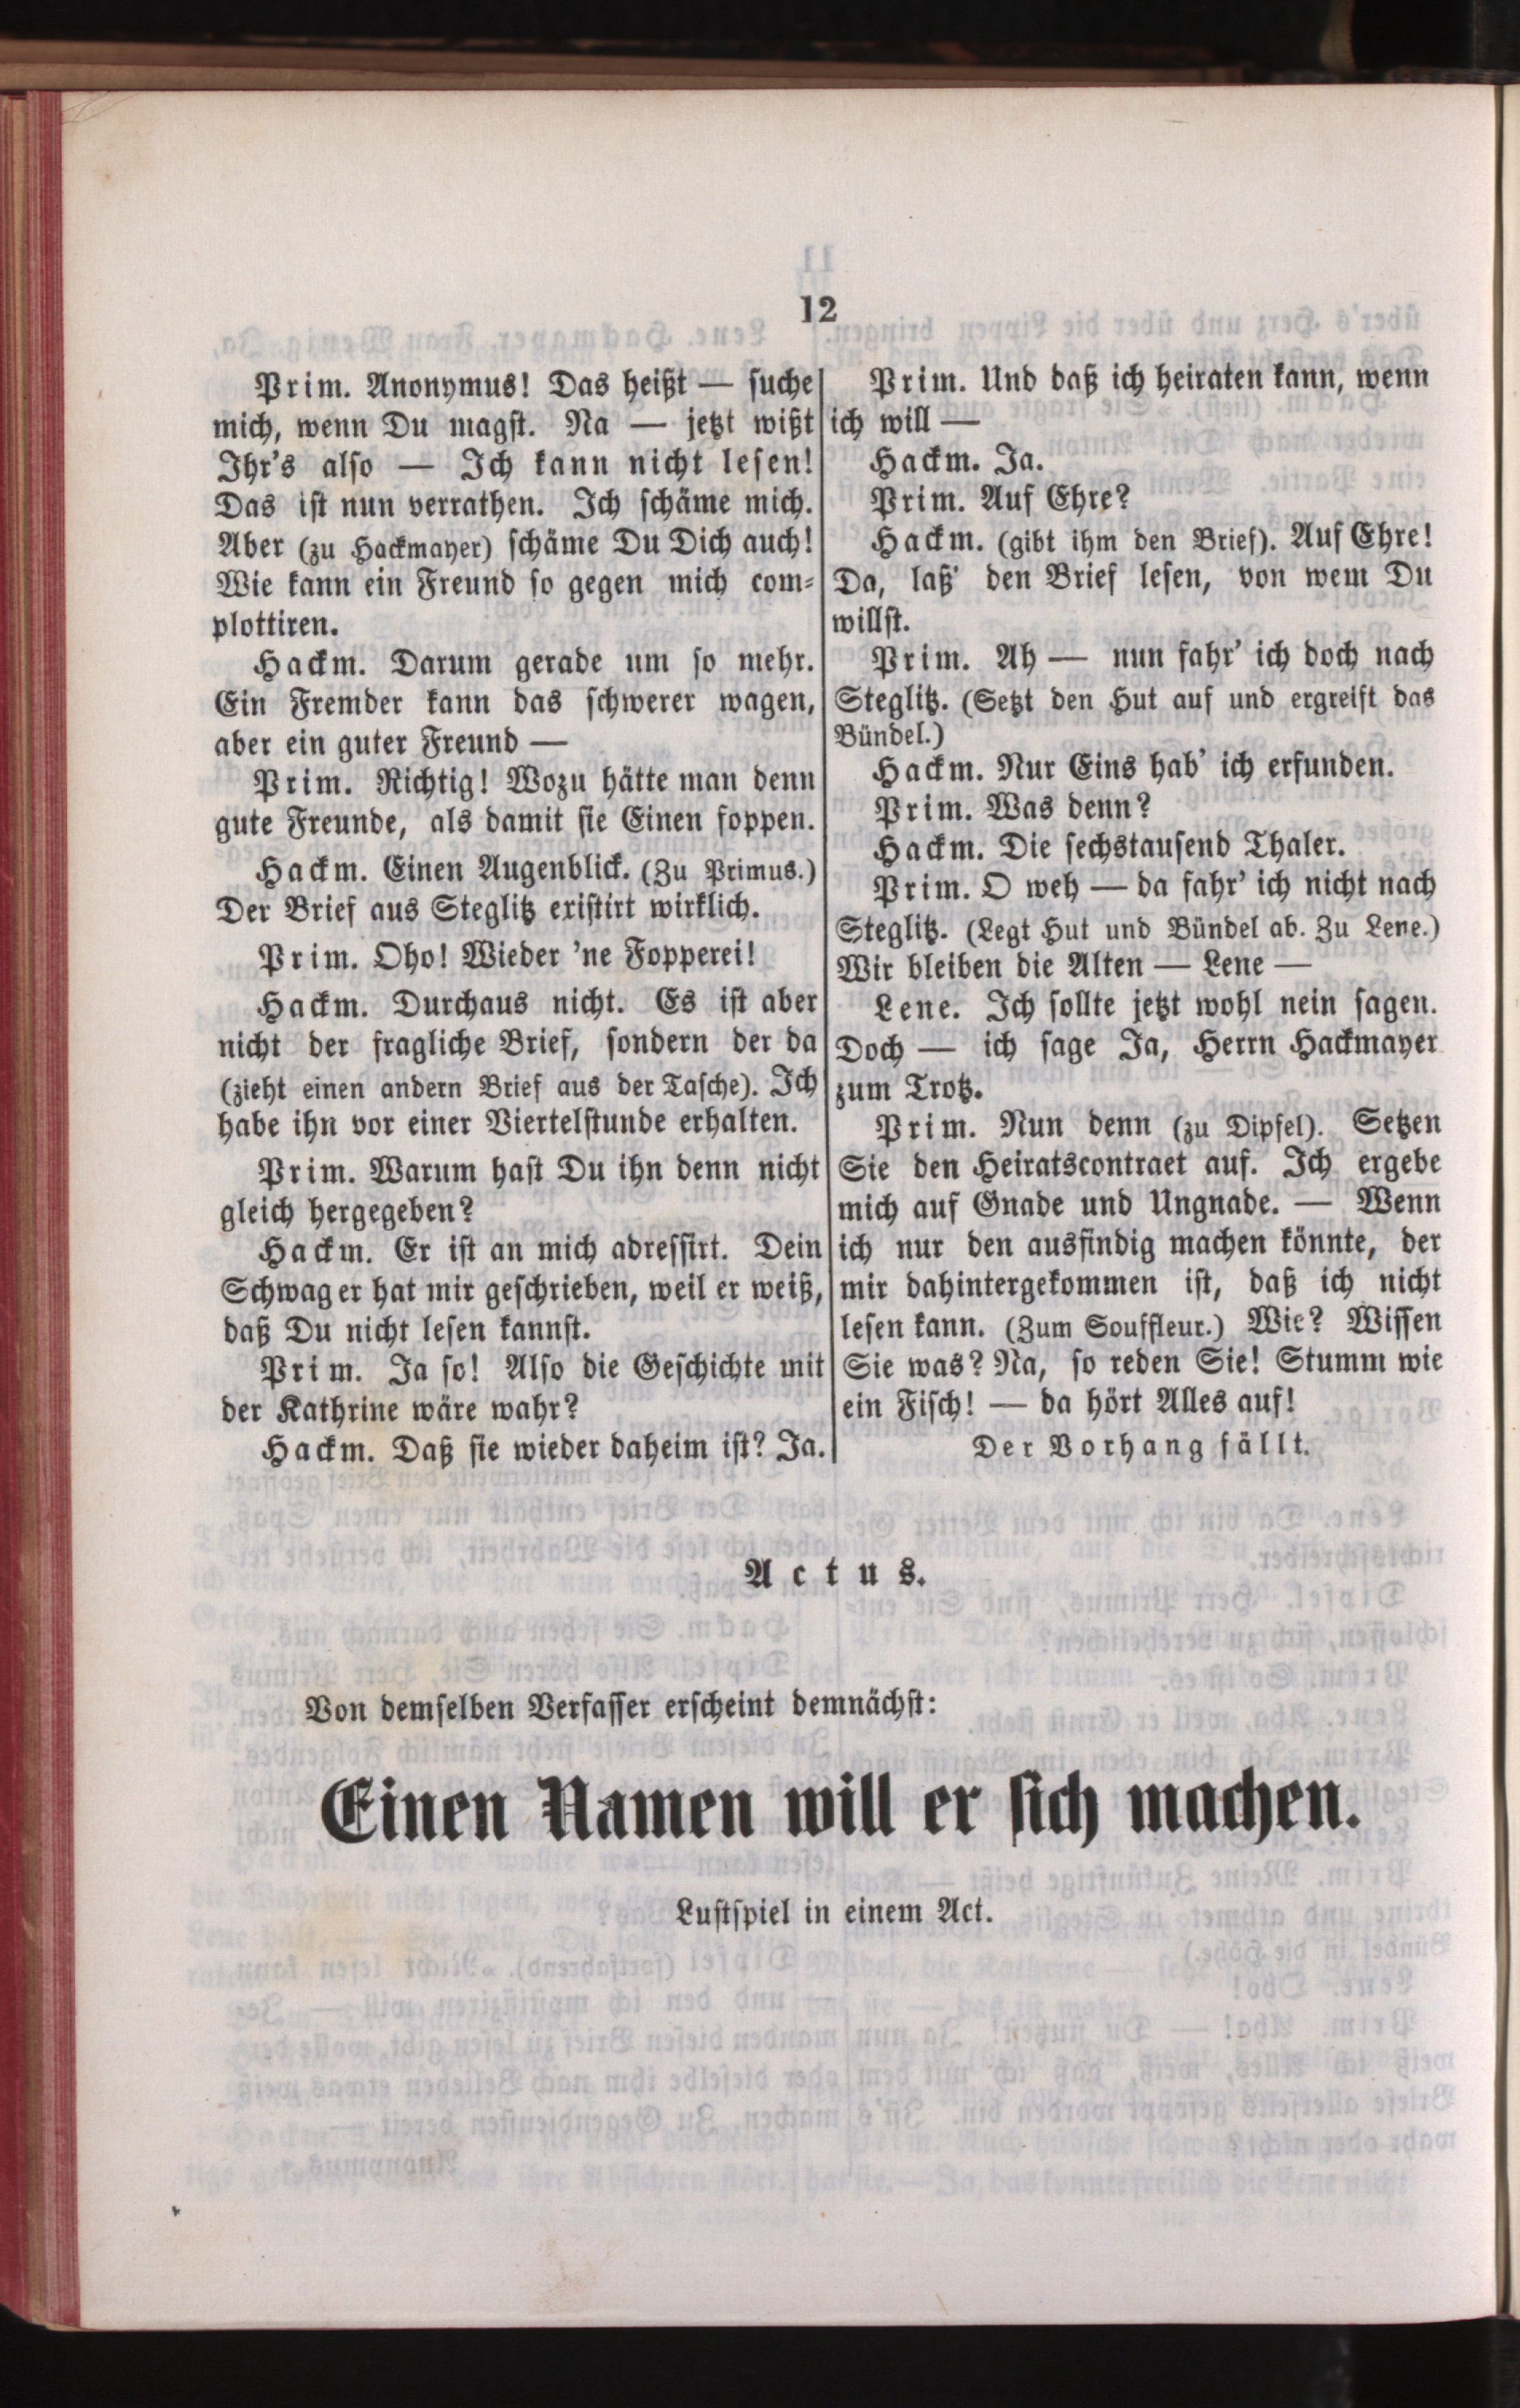 12
Prim. Anonymus! Das heißt — suche
mich, wenn Du magst. Na — jetzt wißt
Ihr's also — Ich kann nicht lesen!
Das ist nun verrathen. Ich schäme mich.
Aber (zu Hackmayer) schäme Du Dich auch!
Wie kann ein Freund so gegen mich com-
plottiren.
Hackm. Darum gerade um so mehr.
Ein Fremder kann das schwerer wagen,
aber ein guter Freund —
Prim. Richtig! Wozu hätte man denn
gute Freunde, als damit sie Einen foppen.
Hackm. Einen Augenblick. (Zu Primus.)
Der Brief aus Steglitz existirt wirklich.
Prim. Oho! Wieder 'ne Fopperei!
Hackm. Durchaus nicht. Es ist aber
nicht der fragliche Brief, sondern der da
(zieht einen andern Brief aus der Tasche). Ich
habe ihn vor einer Viertelstunde erhalten.
Prim. Warum hast Du ihn denn nicht
gleich hergegeben?
Hackm. Er ist an mich adressirt. Dein
Schwager hat mir geschrieben, weil er weiß,
daß Du nicht lesen kannst.
Prim. Ja so! Also die Geschichte mit
der Kathrine wäre wahr?
Hackm. Daß sie wieder daheim ist? Ja.
Prim. Und daß ich heiraten kann, wenn
ich will —
Hackm. Ja.
Prim. Auf Ehre?
Hackm. (gibt ihm den Brief). Auf Ehre!
Da, laß' den Brief lesen, von wem Du
willst.
Prim. Ah — nun fahr' ich doch nach
Steglitz. (Setzt den Hut auf und ergreift das
Bündel.)
Hackm. Nur Eins hab' ich erfunden.
Prim. Was denn?
Hackm. Die sechstausend Thaler.
Prim. O weh — da fahr' ich nicht nach
Steglitz. (Legt Hut und Bündel ab. Zu Lene.)
Wir bleiben die Alten — Lene —
Lene. Ich sollte jetzt wohl nein sagen.
Doch — ich sage Ja, Herrn Hackmayer
zum Trotz.
Prim. Nun denn (zu Dipfel). Setzen
Sie den Heiratscontraet auf. Ich ergebe
mich auf Gnade und Ungnade. — Wenn
ich nur den ausfindig machen könnte, der
mir dahintergekommen ist, daß ich nicht
lesen kann. (Zum Souffleur.) Wie? Wissen
Sie was? Na, so reden Sie! Stumm wie
ein Fisch! — da hört Alles auf!
Der Vorhang fällt.
Actus.
Von demselben Verfasser erscheint demnächst:
Einen Namen will er sich machen.
Lustspiel in einem Act.